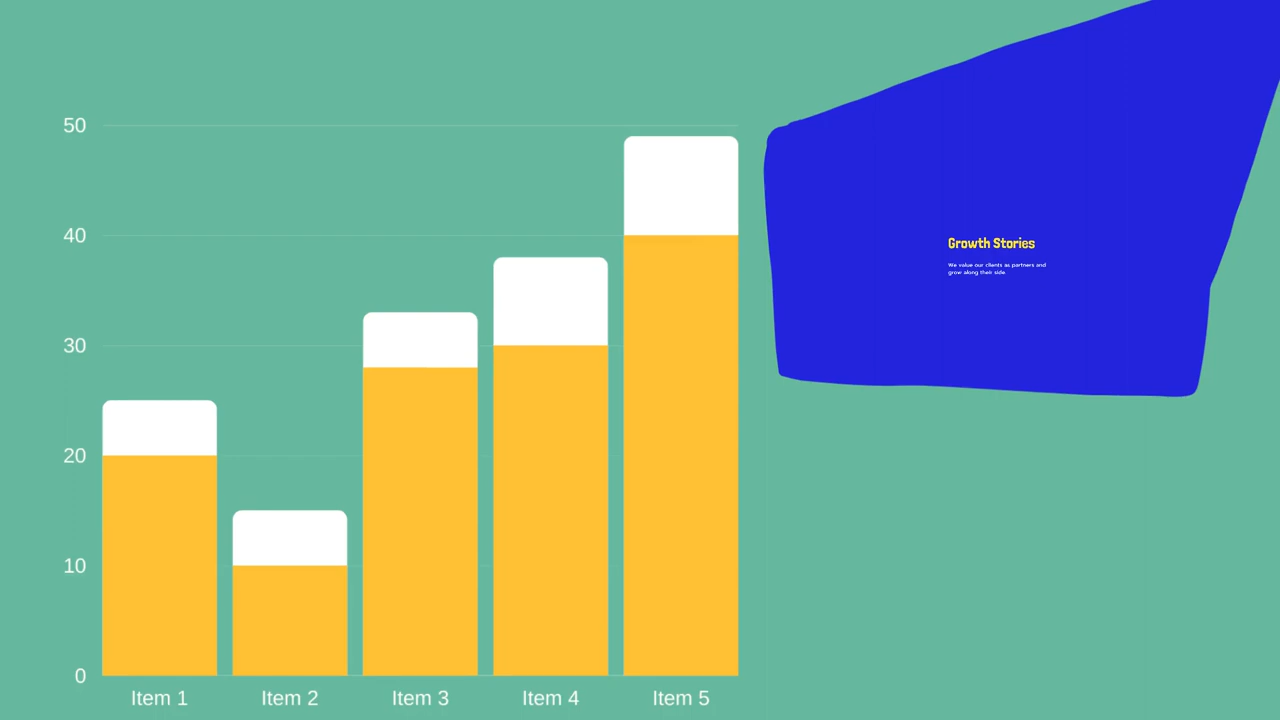 50
40
30
20
10
0
Item 1 Item 2 Item 3 Item 4 Item 5
Growth Stories
We value our clients as partners and
grow along their side.